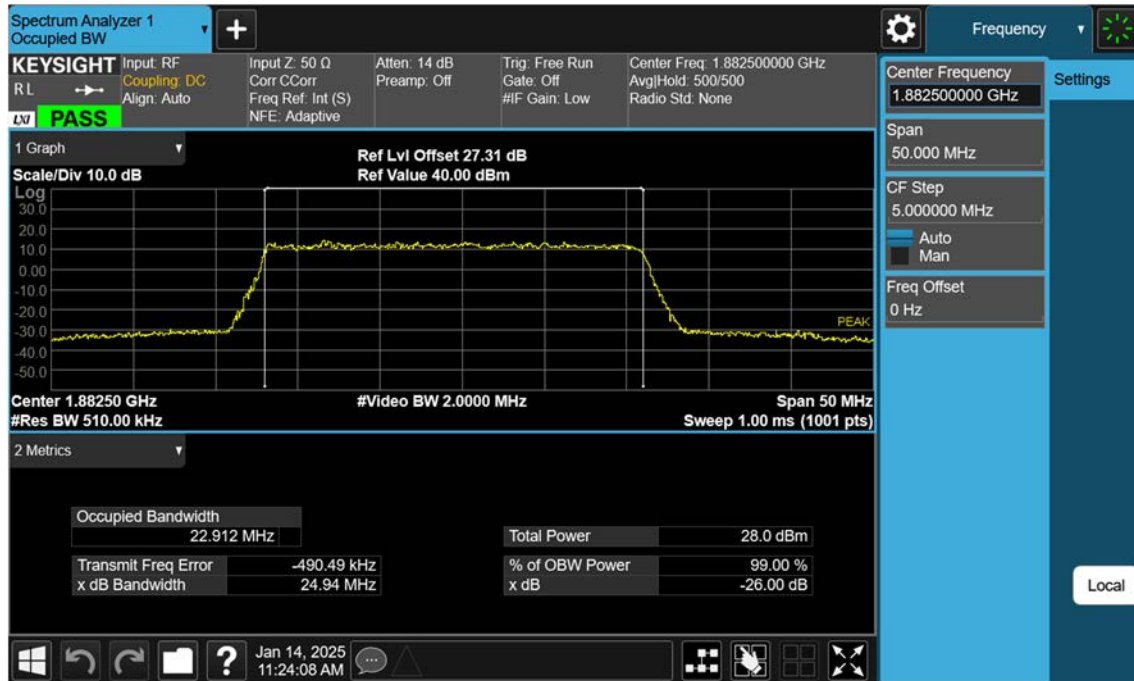 Spectrum Analyzer 1
Occupied BW
+
Frequency
KEYSIGHT
R L
LXI PASS
Input: RF
Coupling: DC
Align: Auto
Input Z: 50 Ω
Corr CCorr
Freq Ref: Int (S)
NFE: Adaptive
Atten: 14 dB
Preamp: Off
Trig: Free Run
Gate: Off
#IF Gain: Low
Center Freq: 1.882500000 GHz
Avg|Hold: 500/500
Radio Std: None
Center Frequency
1.882500000 GHz
Settings
Span
50.000 MHz
CF Step
5.000000 MHz
Auto
Man
Freq Offset
0 Hz
Local
1 Graph
Scale/Div 10.0 dB
Ref Lvl Offset 27.31 dB
Ref Value 40.00 dBm
Log
30.0
20.0
10.0
0.00
-10.0
-20.0
-30.0
-40.0
-50.0
PEAK
Center 1.88250 GHz
#Video BW 2.0000 MHz
Span 50 MHz
#Res BW 510.00 kHz
Sweep 1.00 ms (1001 pts)
2 Metrics
Occupied Bandwidth
22.912 MHz
Total Power 28.0 dBm
Transmit Freq Error -490.49 kHz
% of OBW Power 99.00 %
x dB Bandwidth 24.94 MHz
x dB -26.00 dB
?
Jan 14, 2025
11:24:08 AM